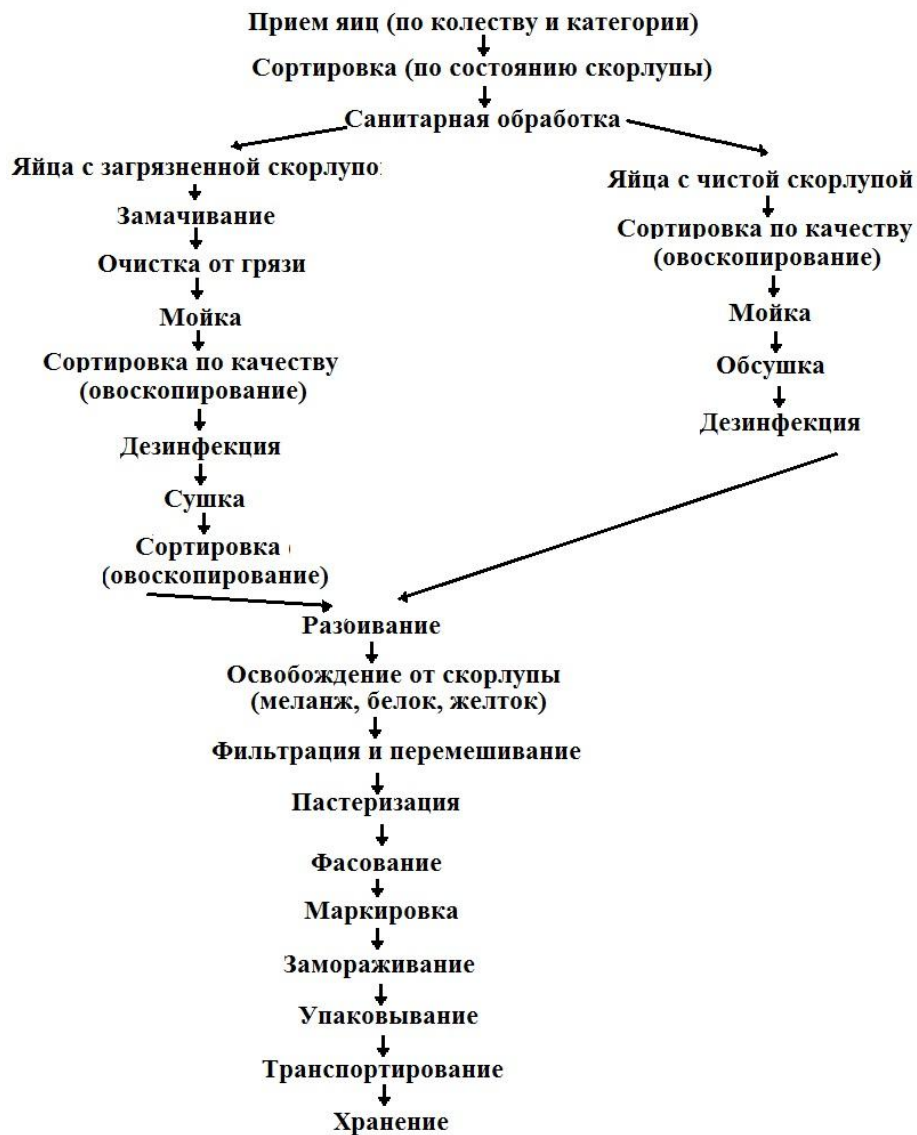 Прием яиц (по колеству и категории)
Сортировка (по состоянию скорлупы)
Санитарная обработка
Яйца с загрязненной скорлупо
Замачивание
Очистка от грязи
Мойка
Сортировка по качеству
(овоскопирование)
Дезинфекция
Сушка
Сортировка
(овоскопирование)
Яйца с чистой скорлупой
Сортировка по качеству
(овоскопирование)
Мойка
Обсушка
Дезинфекция
Разбивание
Освобождение от скорлупы
(меланж, белок, желток)
Фильтрация и перемешивание
Пастеризация
Фасование
Маркировка
Замораживание
Упаковывание
Транспортирование
Хранение